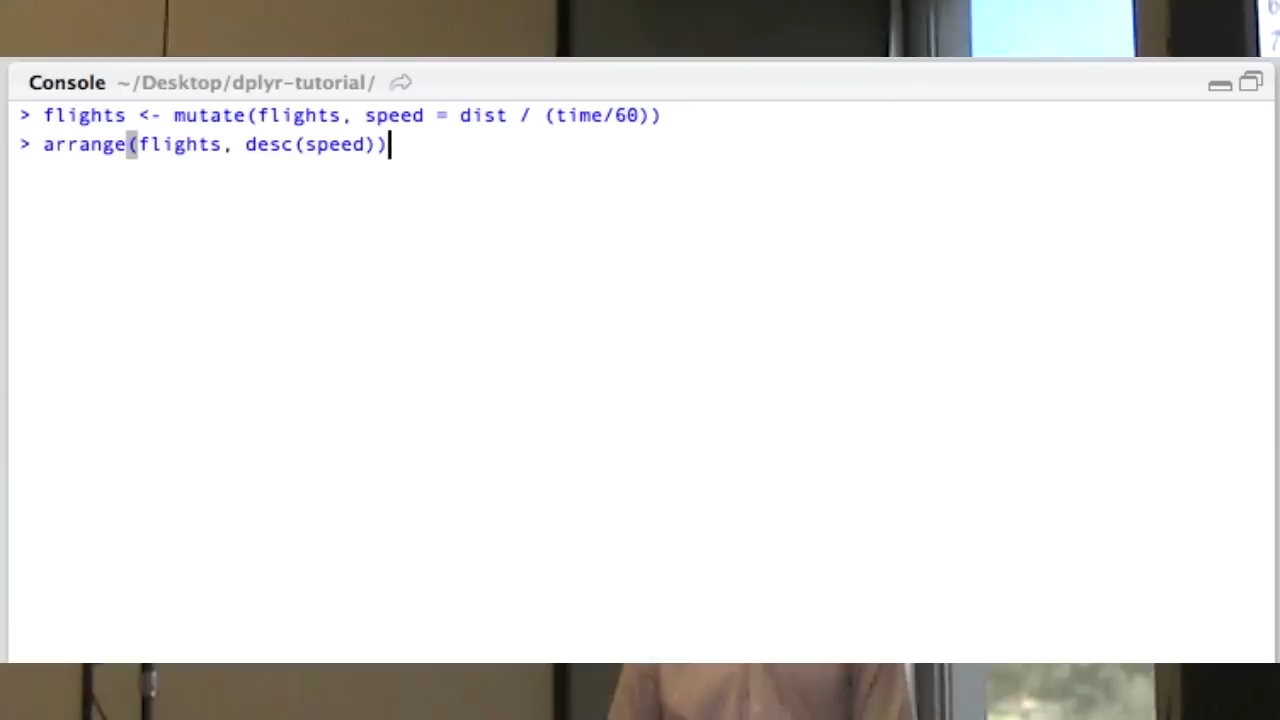 Console ~/Desktop/dplyr-tutorial/
> flights <- mutate(flights, speed = dist / (time/60))
> arrange(flights, desc(speed))